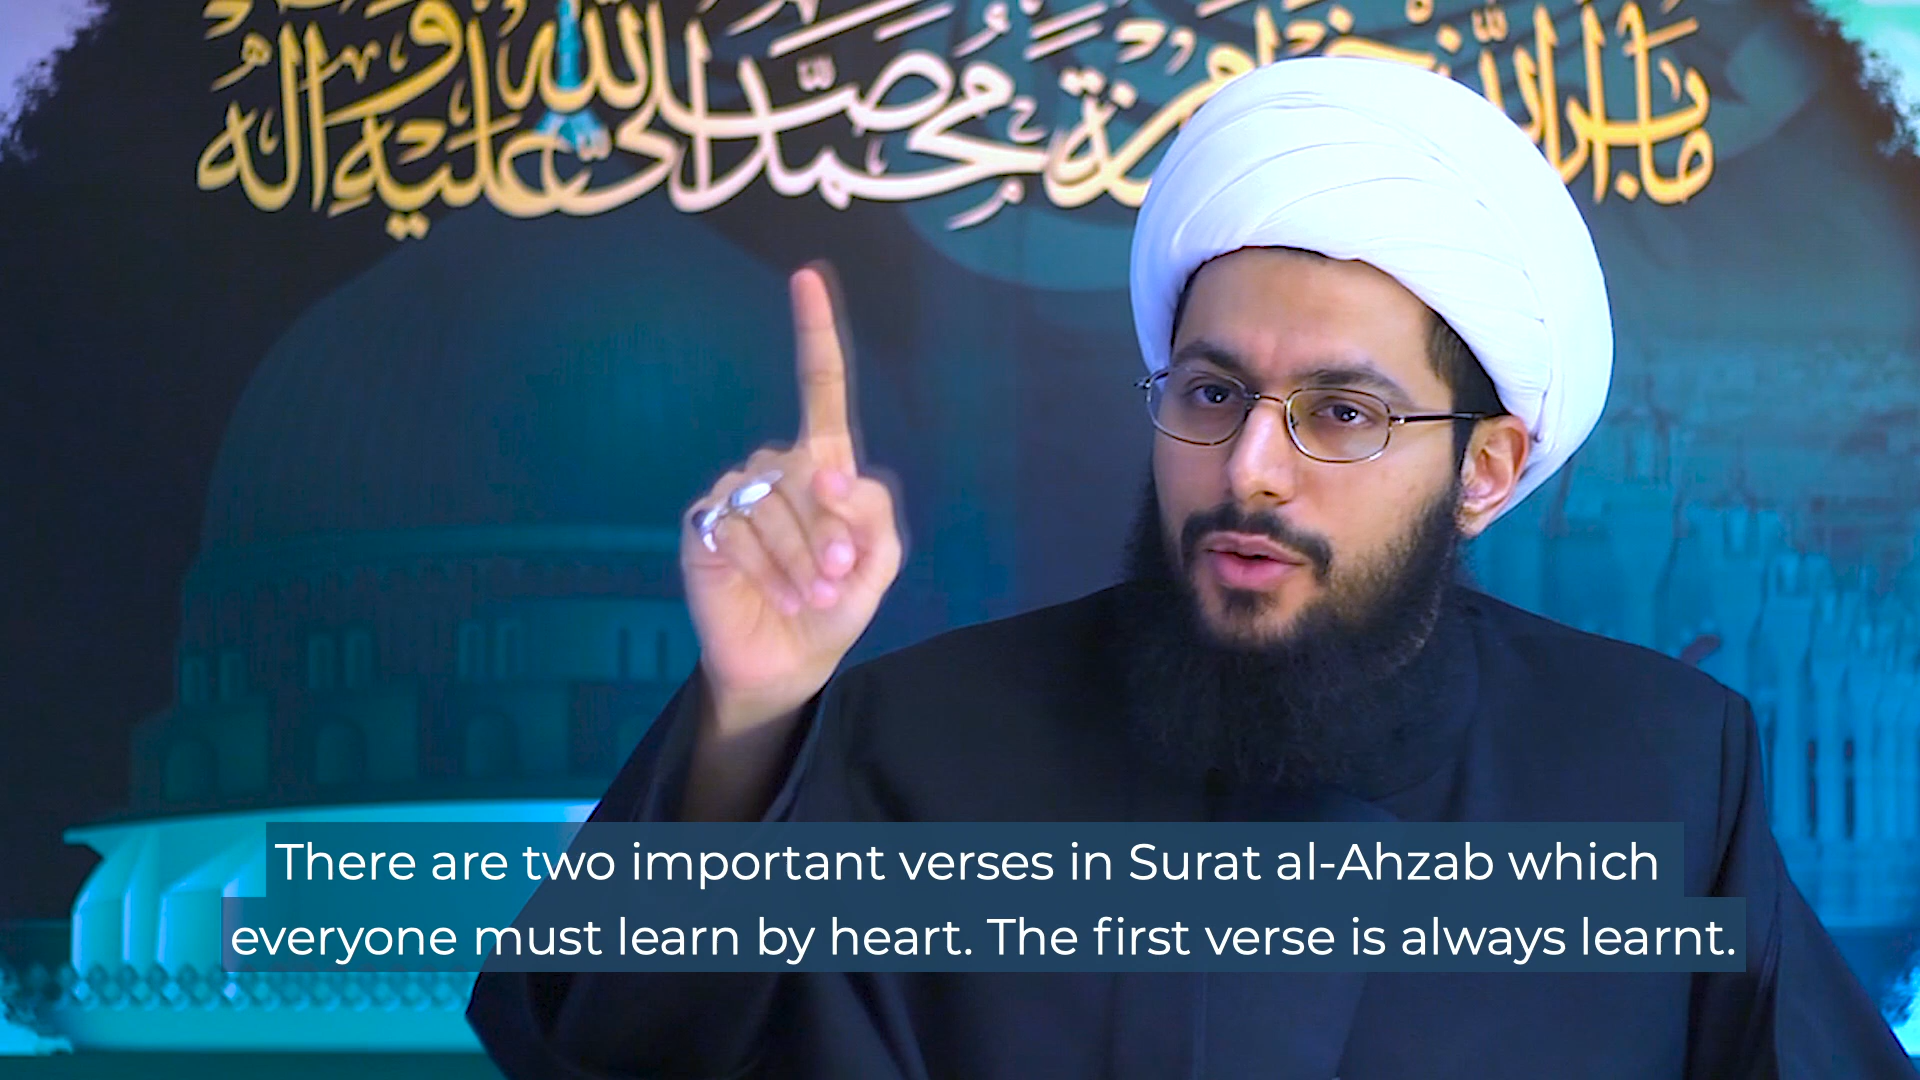 محمد صلى الله عليه وآله
There are two important verses in Surat al-Ahzab which
everyone must learn by heart. The first verse is always learnt.